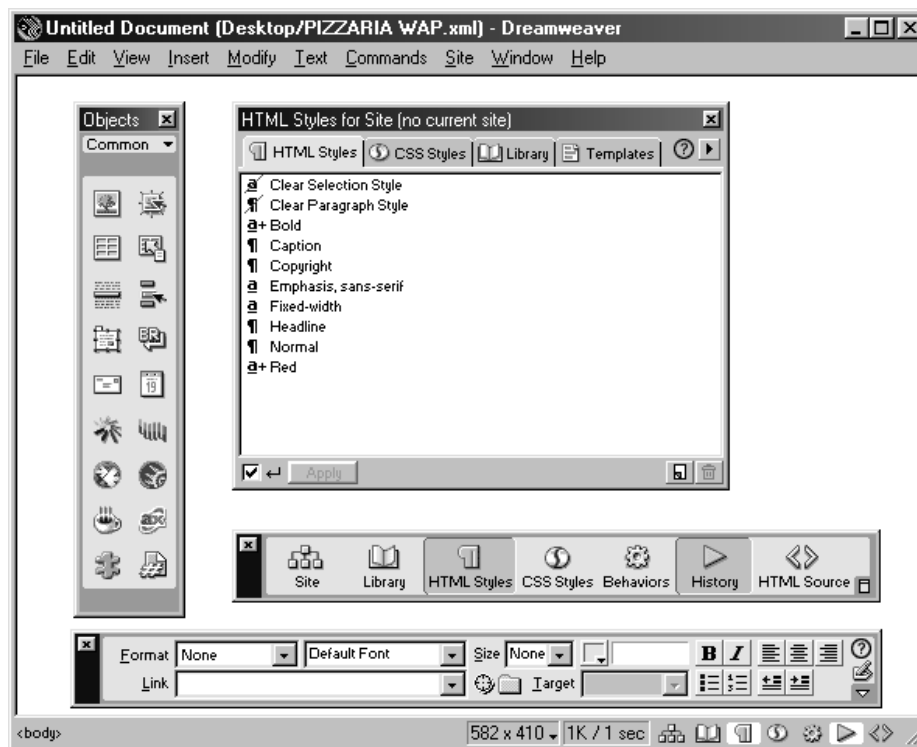 Untitled Document (Desktop/PIZZARIA WAP.xml) - Dreamweaver
File Edit View Insert Modify Text Commands Site Window Help
Objects
Common
HTML Styles for Site (no current site)
HTML Styles CSS Styles Library Templates
Clear Selection Style
Clear Paragraph Style
a+ Bold
¶ Caption
¶ Copyright
a Emphasis, sans-serif
a Fixed-width
¶ Headline
¶ Normal
a+ Red
Apply
Site Library HTML Styles CSS Styles Behaviors History HTML Source
Format None Default Font Size None B I
Link Target
<body> 582 x 410 1K / 1 sec